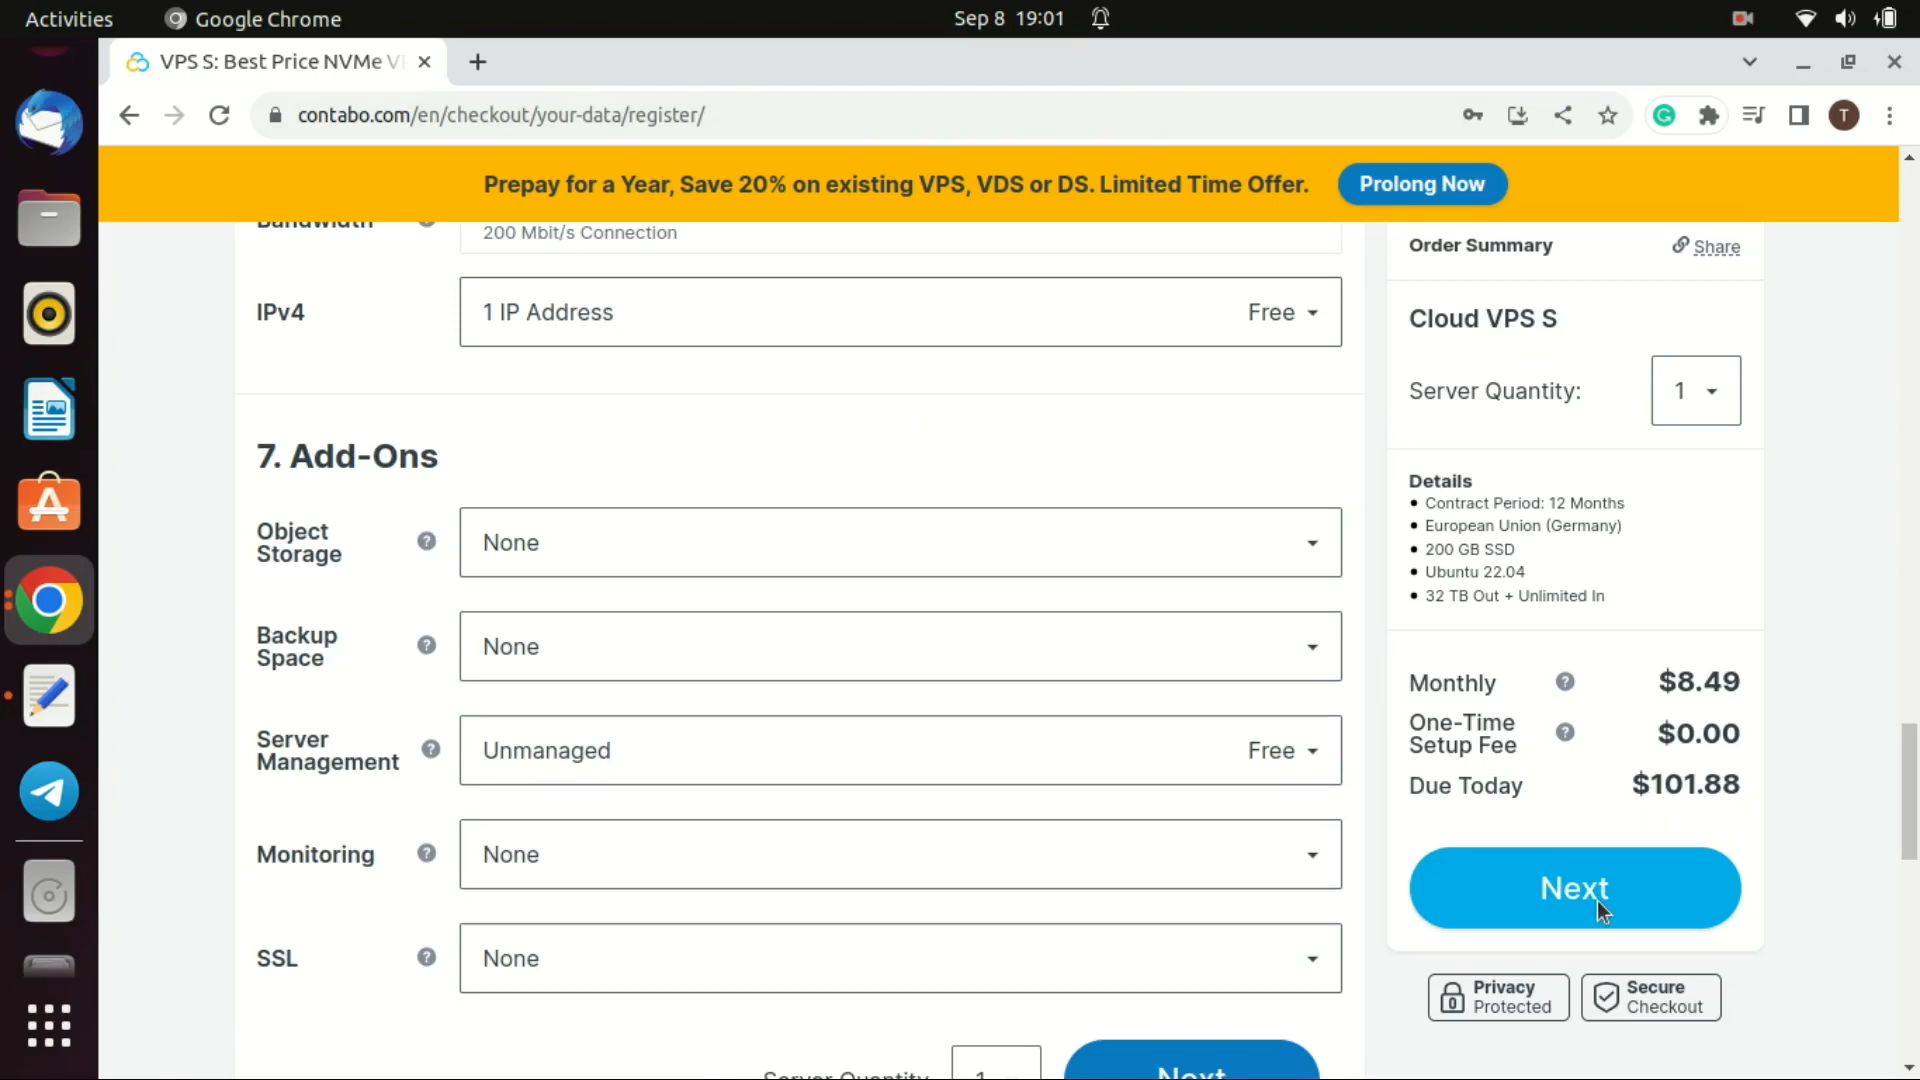 Activities
Google Chrome
Sep 8 19:01
VPS S: Best Price NVMe V
contabo.com/en/checkout/your-data/register/
T
Prepay for a Year, Save 20% on existing VPS, VDS or DS. Limited Time Offer.
Prolong Now
Bandwidth
200 Mbit/s Connection
IPv4
1 IP Address
Free
7. Add-Ons
Object
Storage
None
Backup
Space
None
Server
Management
Unmanaged
Free
Monitoring
None
SSL
None
Server Quantity
1
Next
Order Summary
Share
Cloud VPS S
Server Quantity:
1
Details
• Contract Period: 12 Months
• European Union (Germany)
• 200 GB SSD
• Ubuntu 22.04
• 32 TB Out + Unlimited In
Monthly
$8.49
One-Time
Setup Fee
$0.00
Due Today
$101.88
Next
Privacy
Protected
Secure
Checkout